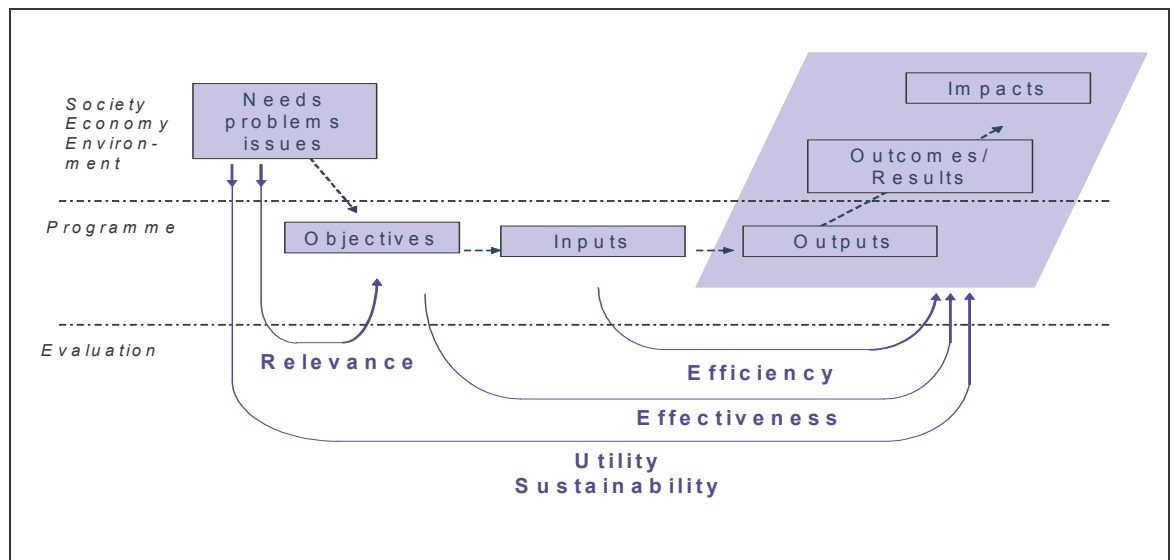 Society
Economy
Environ-
ment
Needs
problems
issues
Impacts
Outcomes/
Results
Programme
Objectives
Inputs
Outputs
Evaluation
Relevance
Efficiency
Effectiveness
Utility
Sustainability